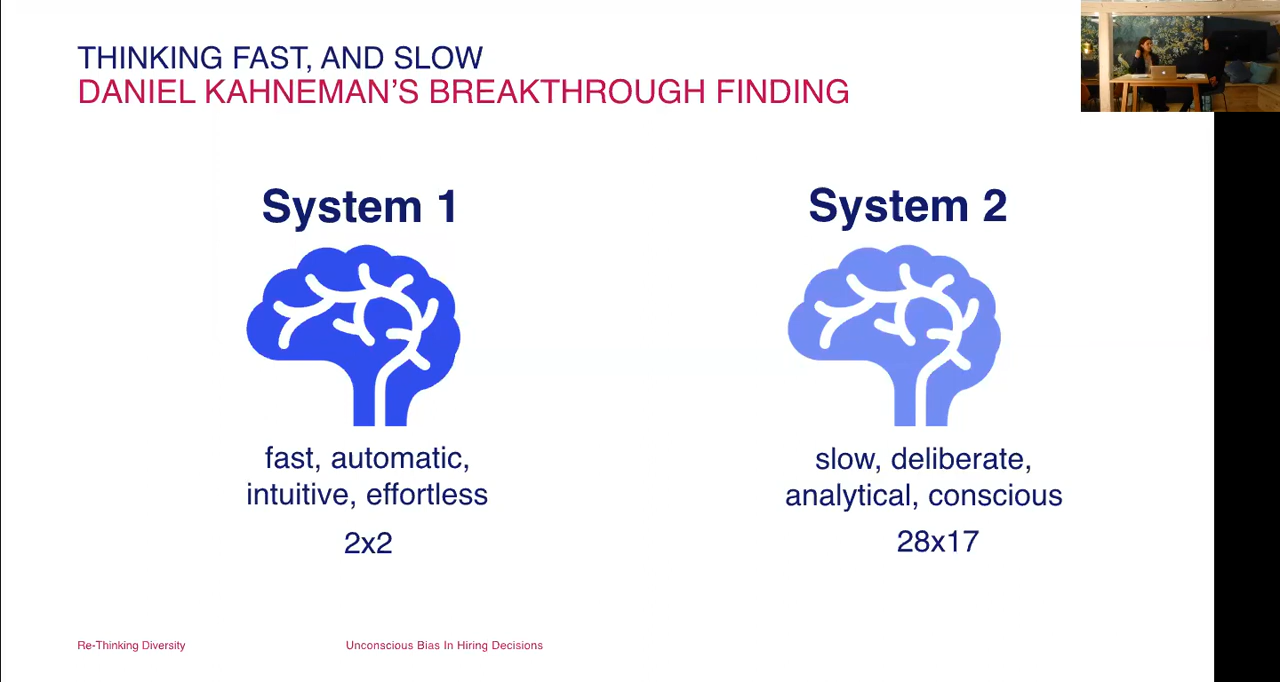 THINKING FAST, AND SLOW
DANIEL KAHNEMAN'S BREAKTHROUGH FINDING
System 1
fast, automatic,
intuitive, effortless
2x2
System 2
slow, deliberate,
analytical, conscious
28x17
Re-Thinking Diversity
Unconscious Bias In Hiring Decisions